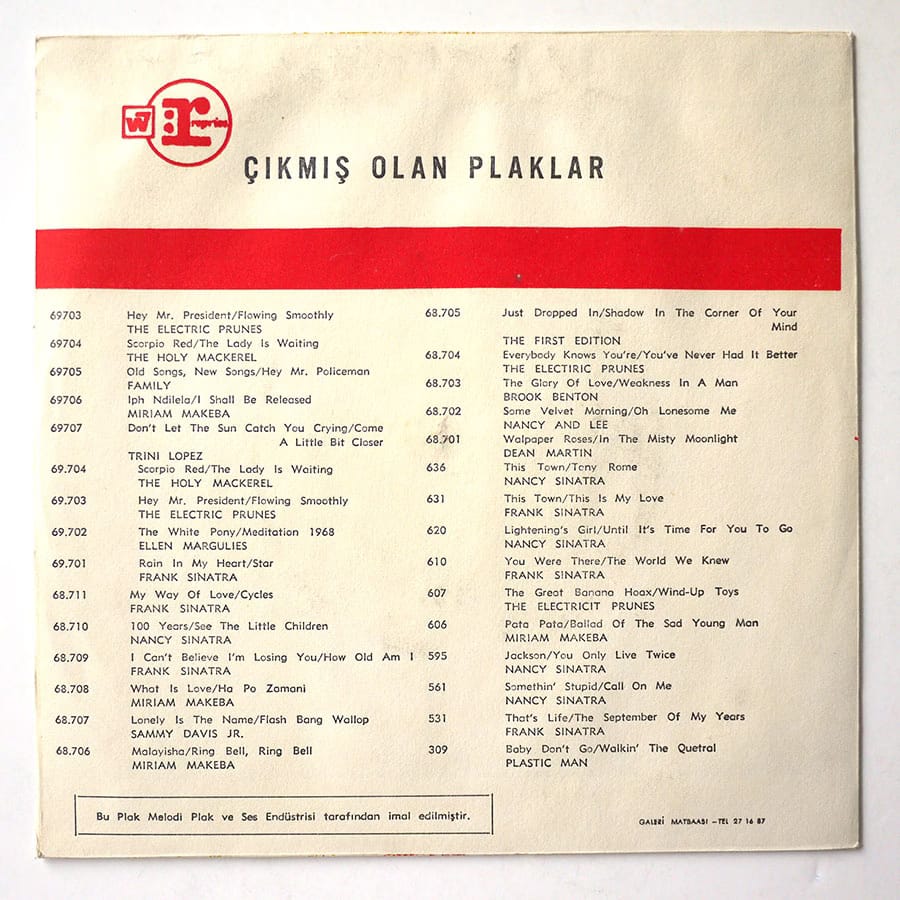 W
r
reprise
ÇIKMIŞ OLAN PLAKLAR
69703 Hey Mr. President/Flowing Smoothly
THE ELECTRIC PRUNES
69704 Scorpio Red/The Lady Is Waiting
THE HOLY MACKEREL
69705 Old Songs, New Songs/Hey Mr. Policeman
FAMILY
69706 Iph Ndilela/I Shall Be Released
MIRIAM MAKEBA
69707 Don't Let The Sun Catch You Crying/Come
A Little Bit Closer
TRINI LOPEZ
69.704 Scorpio Red/The Lady Is Waiting
THE HOLY MACKEREL
69.703 Hey Mr. President/Flowing Smoothly
THE ELECTRIC PRUNES
69.702 The White Pony/Meditation 1968
ELLEN MARGULIES
69.701 Rain In My Heart/Star
FRANK SINATRA
68.711 My Way Of Love/Cycles
FRANK SINATRA
68.710 100 Years/See The Little Children
NANCY SINATRA
68.709 I Can't Believe I'm Losing You/How Old Am I
FRANK SINATRA
68.708 What Is Love/Ha Po Zamani
MIRIAM MAKEBA
68.707 Lonely Is The Name/Flash Bang Wallop
SAMMY DAVIS JR.
68.706 Malayisha/Ring Bell, Ring Bell
MIRIAM MAKEBA
68.705 Just Dropped In/Shadow In The Corner Of Your
Mind
THE FIRST EDITION
68.704 Everybody Knows You're/You've Never Had It Better
THE ELECTIRIC PRUNES
68.703 The Glory Of Love/Weakness In A Man
BROOK BENTON
68.702 Some Velvet Morning/Oh Lonesome Me
NANCY AND LEE
68.701 Walpaper Roses/In The Misty Moonlight
DEAN MARTIN
636 This Town/Tony Rome
NANCY SINATRA
631 This Town/This Is My Love
FRANK SINATRA
620 Lightening's Girl/Until It's Time For You To Go
NANCY SINATRA
610 You Were There/The World We Knew
FRANK SINATRA
607 The Great Banana Hoax/Wind-Up Toys
THE ELECTRICIT PRUNES
606 Pata Pata/Ballad Of The Sad Young Man
MIRIAM MAKEBA
595 Jackson/You Only Live Twice
NANCY SINATRA
561 Somethin' Stupid/Call On Me
NANCY SINATRA
531 That's Life/The September Of My Years
FRANK SINATRA
309 Baby Don't Go/Walkin' The Quetral
PLASTIC MAN
Bu Plak Melodi Plak ve Ses Endüstrisi tarafından imal edilmiştir.
GALERİ MATBAASI – TEL 27 16 87